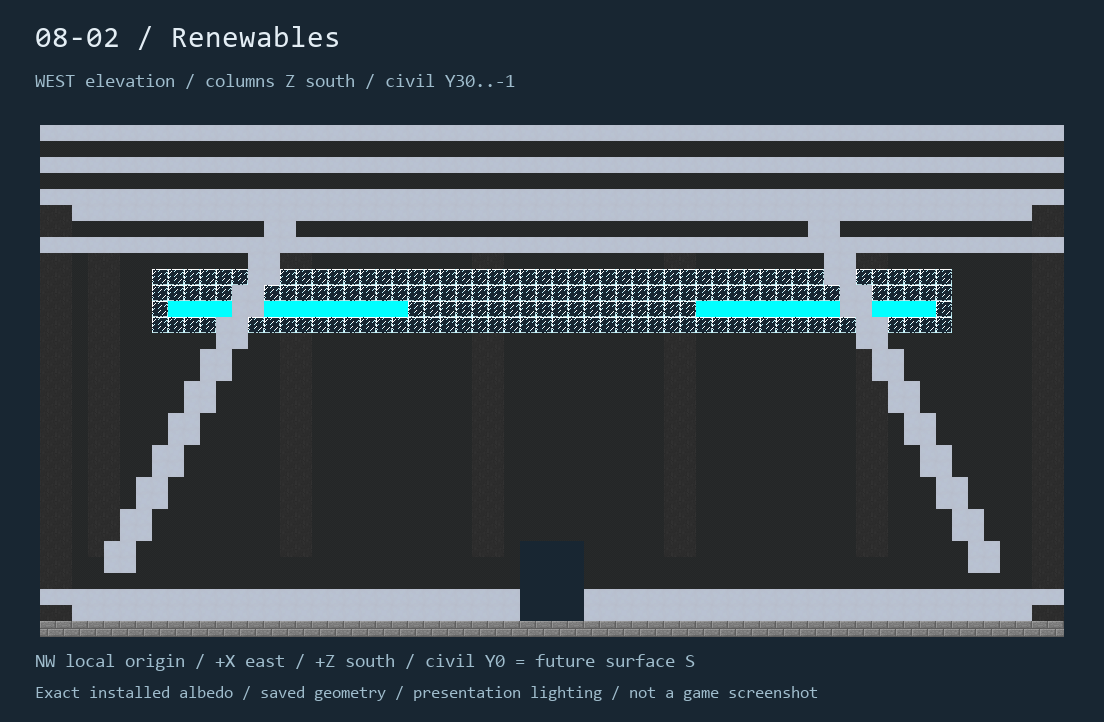 08-02 / Renewables
WEST elevation / columns Z south / civil Y30..-1
NW local origin / +X east / +Z south / civil Y0 = future surface S
Exact installed albedo / saved geometry / presentation lighting / not a game screenshot